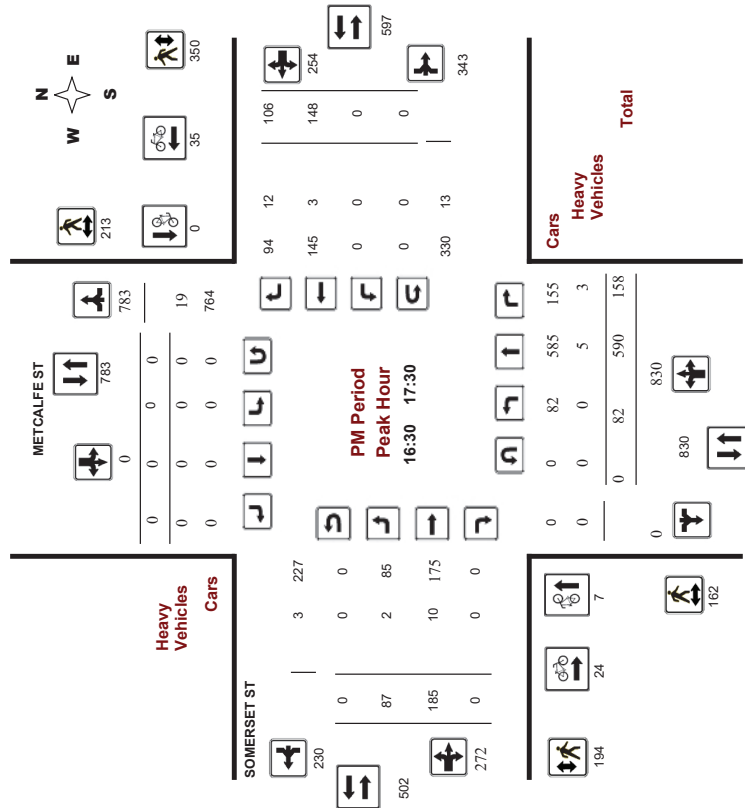 N
W E
S
METCALFE ST
213
350
0
35
0
783
783
0 0 0 0
0 0 0 0 19
0 0 0 0 764
Heavy
Vehicles
Cars
254
597
343
94 12 106
145 3 148
0 0 0
0 0 0
330 13
SOMERSET ST
230
502
272
3 227
0 0 0
87 2 85
185 10 175
0 0 0
PM Period
Peak Hour
16:30 17:30
Cars
Heavy
Vehicles
Total
0 0 82 585 155
0 0 0 5 3
0 82 590 158
0
830
830
194
24
7
162